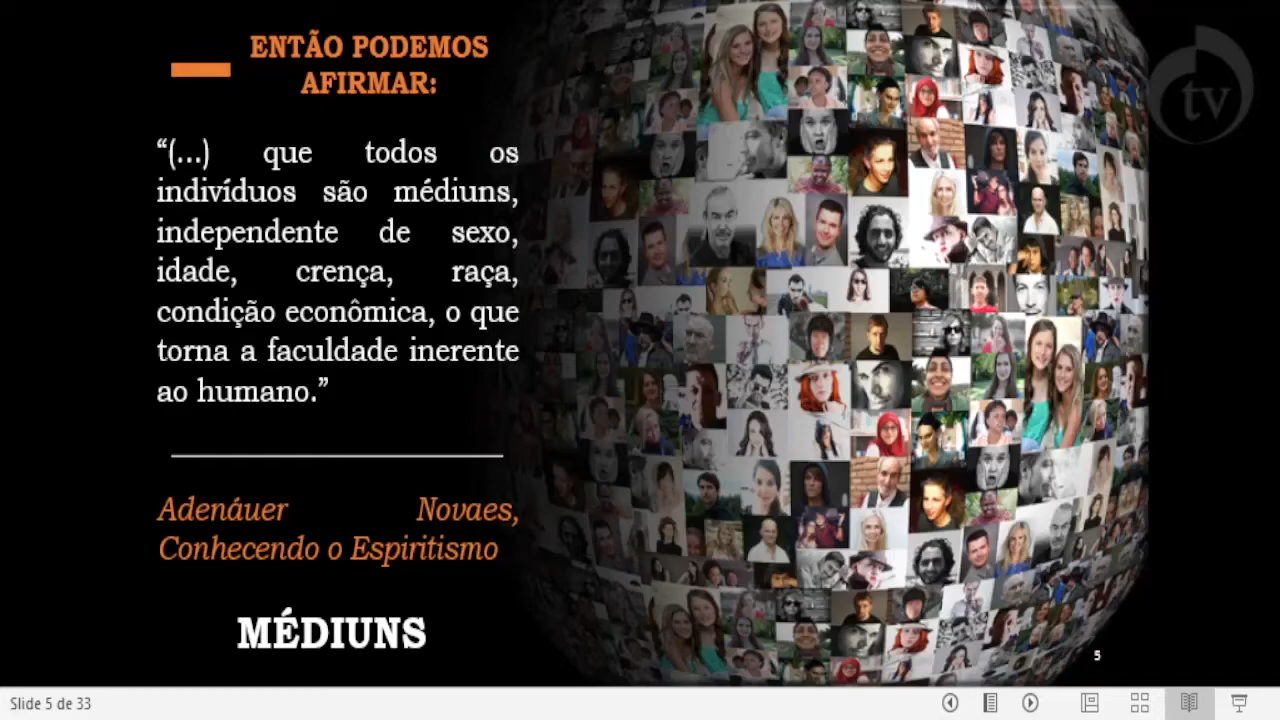 ENTÃO PODEMOS
AFIRMAR:
“(...) que todos os
indivíduos são médiuns,
independente de sexo,
idade, crença, raça,
condição econômica, o que
torna a faculdade inerente
ao humano.”
Adenáuer Novaes,
Conhecendo o Espiritismo
MÉDIUNS
tv
5
Slide 5 de 33